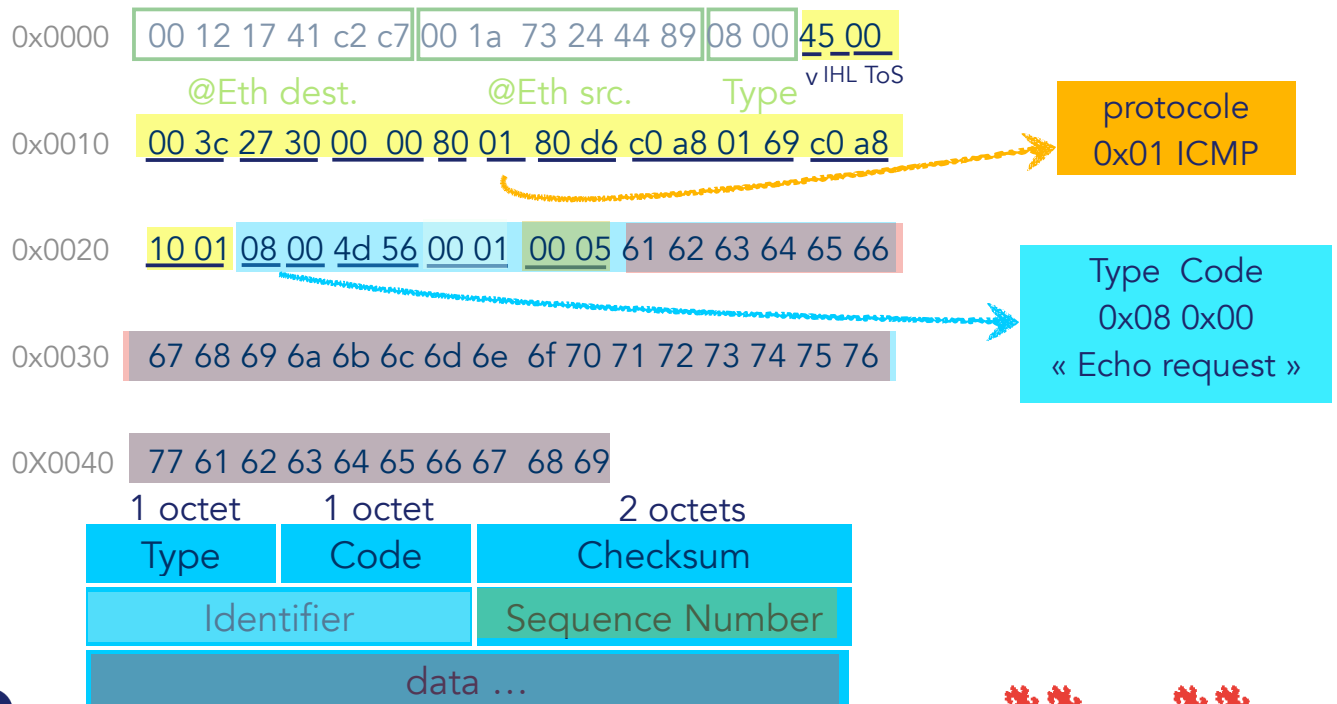 0x0000 00 12 17 41 c2 c7 00 1a 73 24 44 89 08 00 45 00
v IHL ToS
@Eth dest. @Eth src. Type
0x0010 00 3c 27 30 00 00 80 01 80 d6 c0 a8 01 69 c0 a8
protocole
0x01 ICMP
0x0020 10 01 08 00 4d 56 00 01 00 05 61 62 63 64 65 66
Type Code
0x08 0x00
« Echo request »
0x0030 67 68 69 6a 6b 6c 6d 6e 6f 70 71 72 73 74 75 76
0X0040 77 61 62 63 64 65 66 67 68 69
1 octet 1 octet 2 octets
Type Code Checksum
Identifier Sequence Number
data …